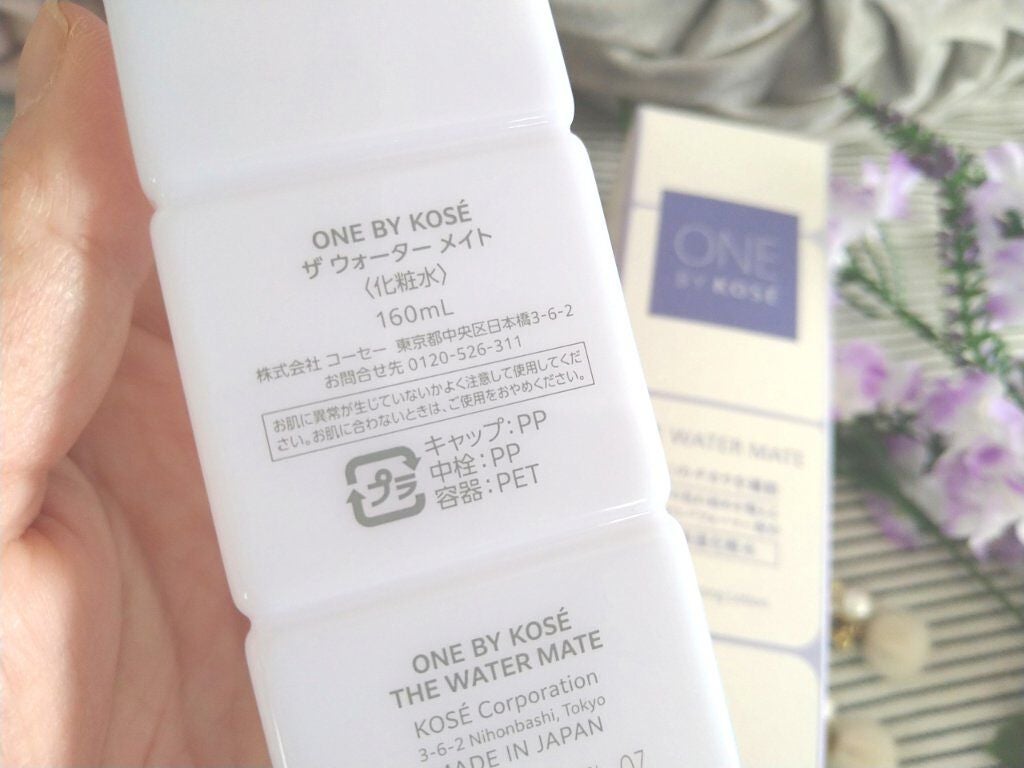 ONE BY KOSÉ
ザ ウォーター メイト
〈化粧水〉
160mL
株式会社 コーセー 東京都中央区日本橋3-6-2
お問合せ先 0120-526-311
お肌に異常が生じていないかよく注意して使用してくだ
さい。お肌に合わないときは、ご使用をおやめください。
プラ
キャップ:PP
中栓:PP
容器:PET
ONE BY KOSÉ
THE WATER MATE
KOSÉ Corporation
3-6-2 Nihonbashi, Tokyo
MADE IN JAPAN
07
ONE
BY KOSÉ
WATER MATE